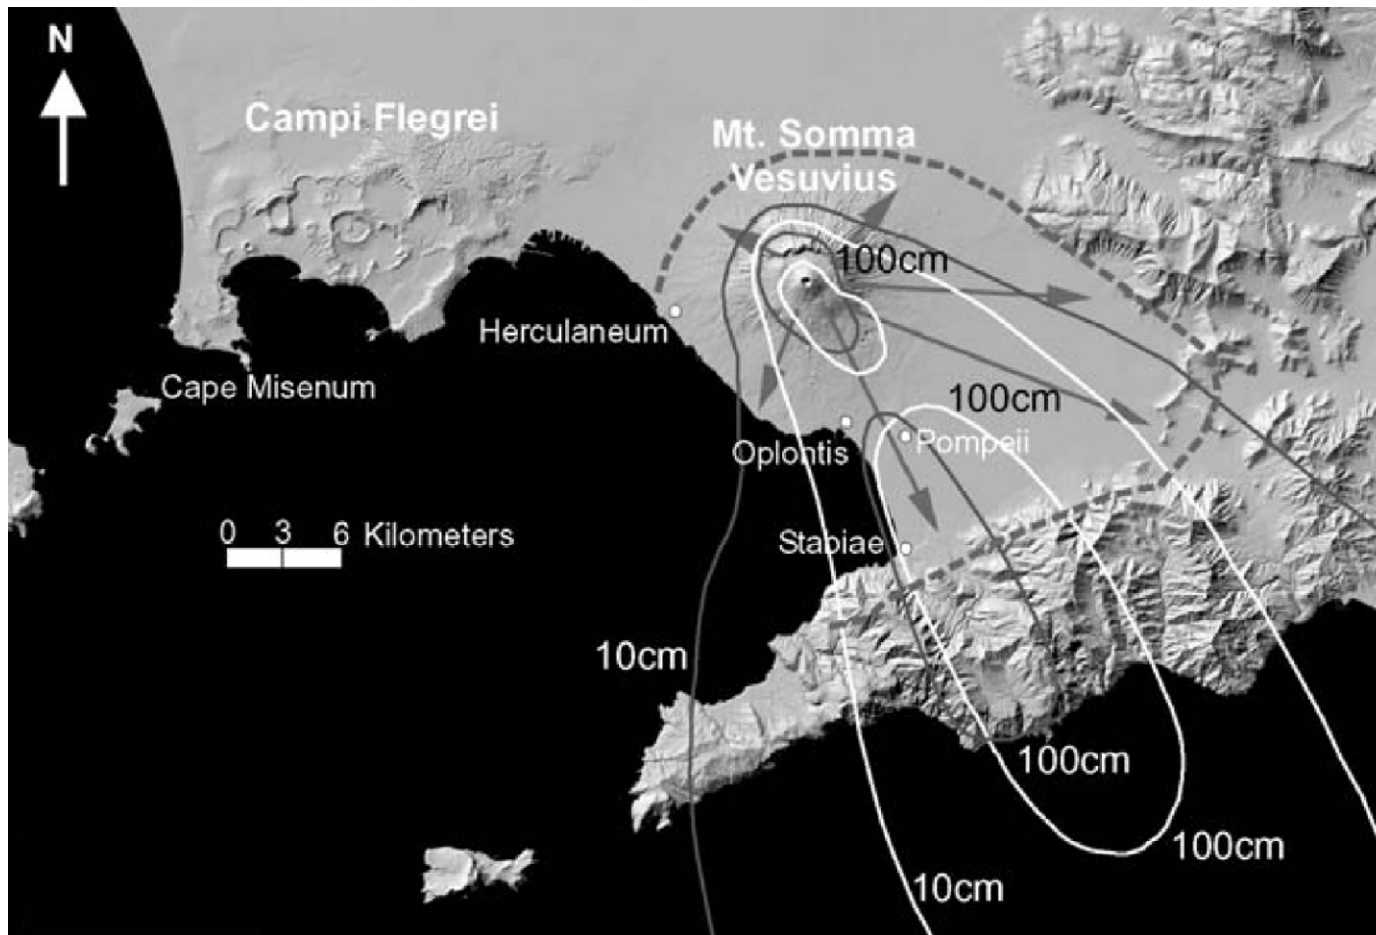 N
Campi Flegrei
Mt. Somma
Vesuvius
100cm
Herculaneum
Cape Misenum
100cm
Oplontis
Pompeii
0 3 6 Kilometers
Stabiae
10cm
100cm
100cm
10cm